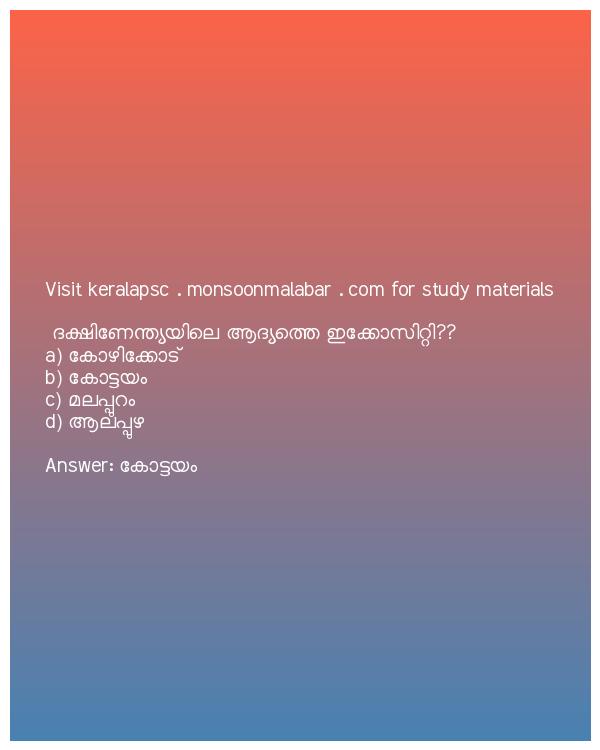 Visit keralapsc . monsoonmalabar . com for study materials
ദക്ഷിണേന്ത്യയിലെ ആദ്യത്തെ ഇക്കോസിറ്റി??
a) കോഴിക്കോട്
b) കോട്ടയം
c) മലപ്പുറം
d) ആലപ്പുഴ
Answer: കോട്ടയം